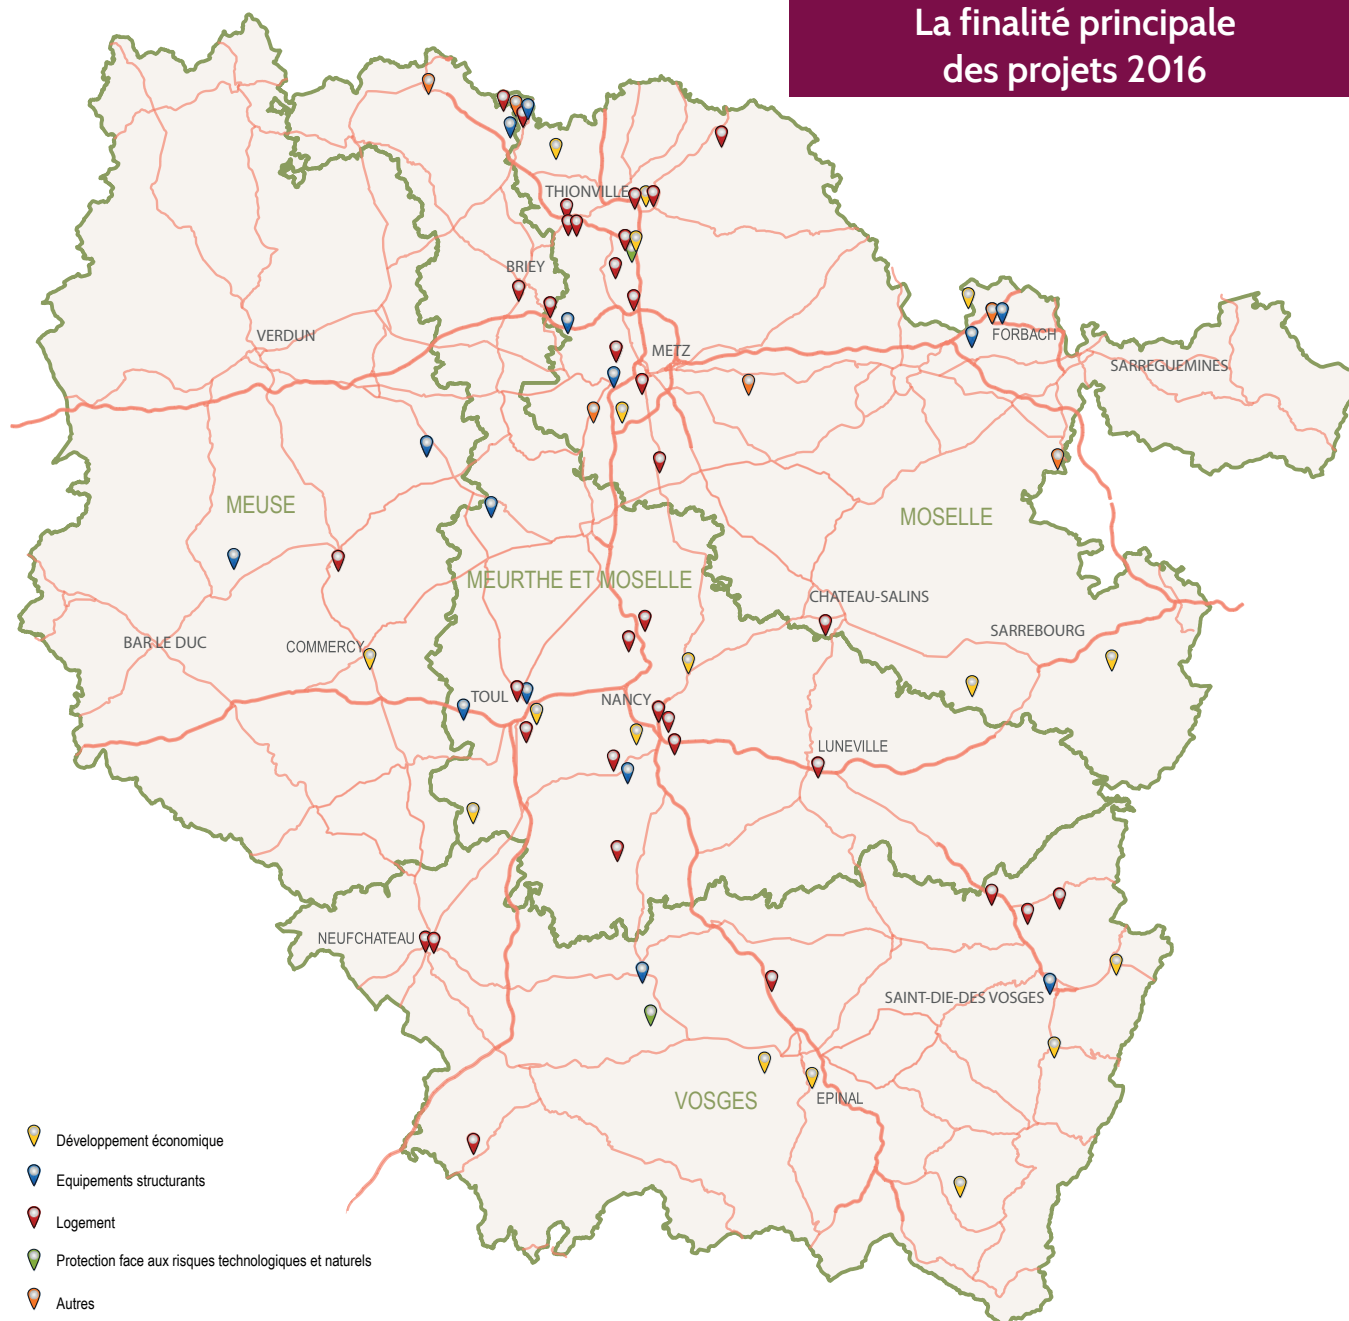 La finalité principale
des projets 2016
THIONVILLE
BRIEY
VERDUN
METZ
FORBACH
SARREGUEMINES
MEUSE
MOSELLE
MEURTHE ET MOSELLE
CHATEAU-SALINS
SARREBOURG
BAR LE DUC
COMMERCY
TOUL
NANCY
LUNEVILLE
NEUFCHATEAU
SAINT-DIE-DES VOSGES
VOSGES
EPINAL
Développement économique
Equipements structurants
Logement
Protection face aux risques technologiques et naturels
Autres